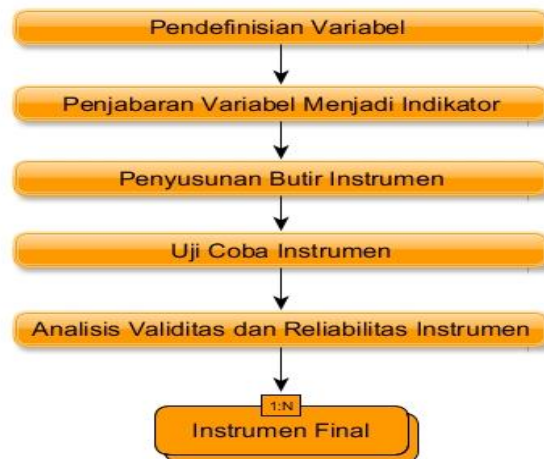 Pendefinisian Variabel
Penjabaran Variabel Menjadi Indikator
Penyusunan Butir Instrumen
Uji Coba Instrumen
Analisis Validitas dan Reliabilitas Instrumen
1:N
Instrumen Final